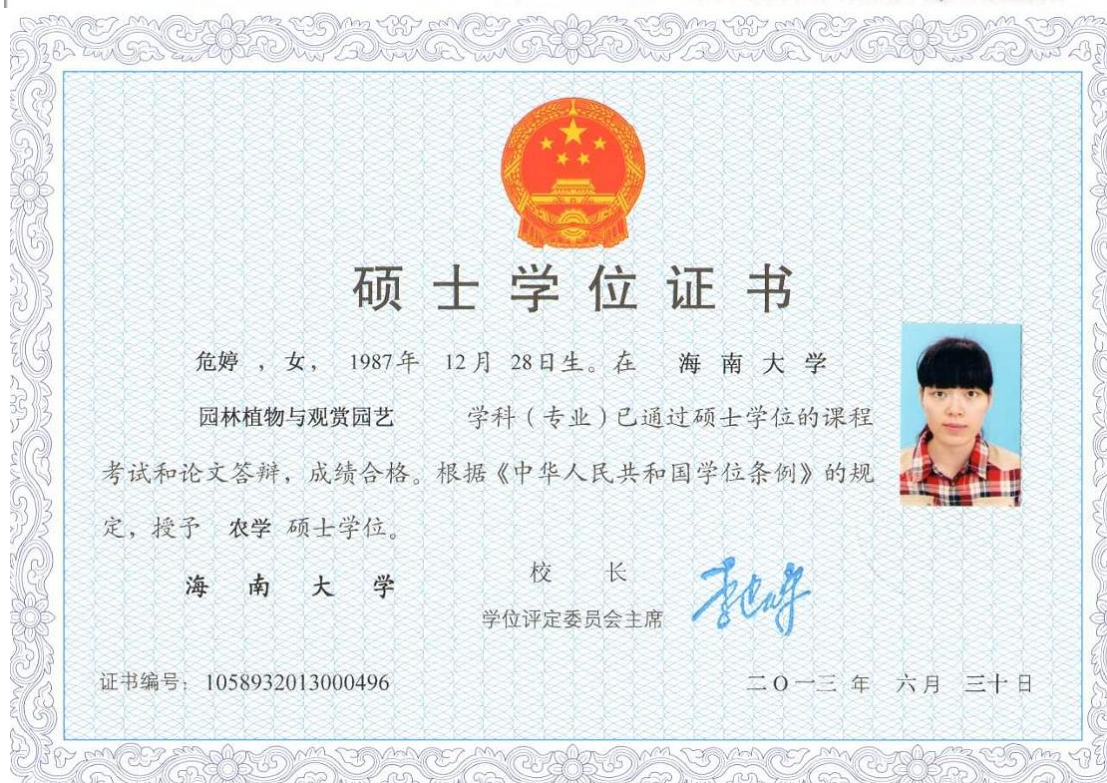 硕士学位证书
危婷 ，女， 1987年 12月 28日生。在 海南大学
园林植物与观赏园艺 学科（专业）已通过硕士学位的课程
考试和论文答辩，成绩合格。根据《中华人民共和国学位条例》的规
定，授予 农学 硕士学位。
海南大学
校长
学位评定委员会主席
证书编号：1058932013000496
二O一三年 六月 三十日